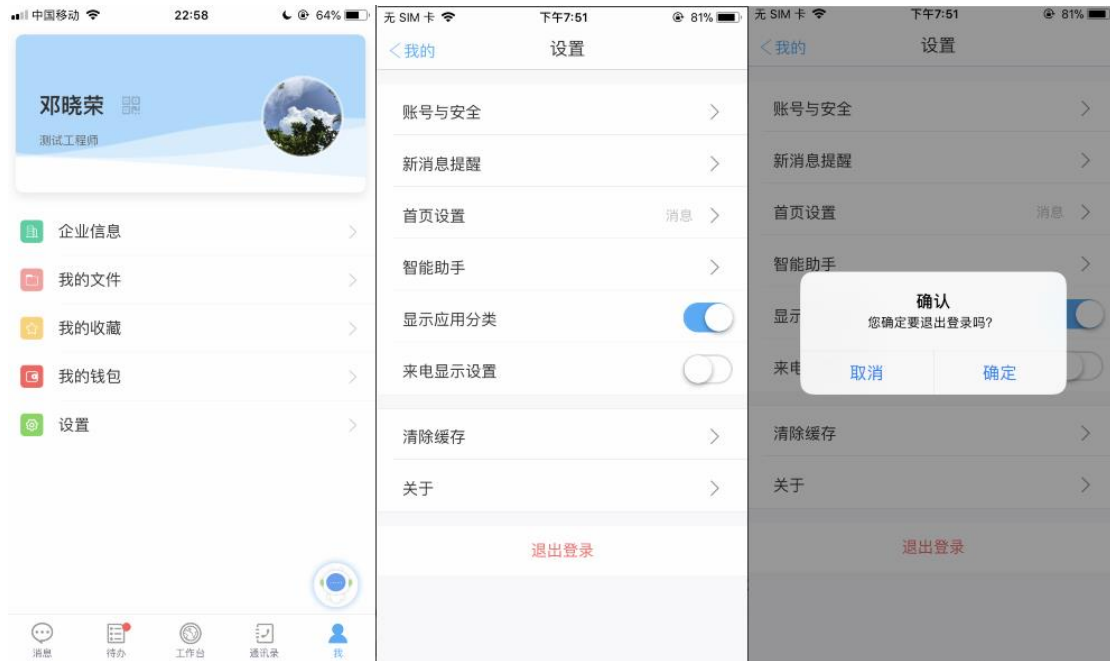 中国移动 22:58 64%
邓晓荣
测试工程师
企业信息
我的文件
我的收藏
我的钱包
设置
消息 待办 工作台 通讯录 我
无 SIM 卡 下午7:51 81%
我的 设置
账号与安全
新消息提醒
首页设置 消息
智能助手
显示应用分类
来电显示设置
清除缓存
关于
退出登录
无 SIM 卡 下午7:51 81%
我的 设置
账号与安全
新消息提醒
首页设置 消息
智能助手
确认
显示
您确定要退出登录吗?
来电
取消 确定
清除缓存
关于
退出登录